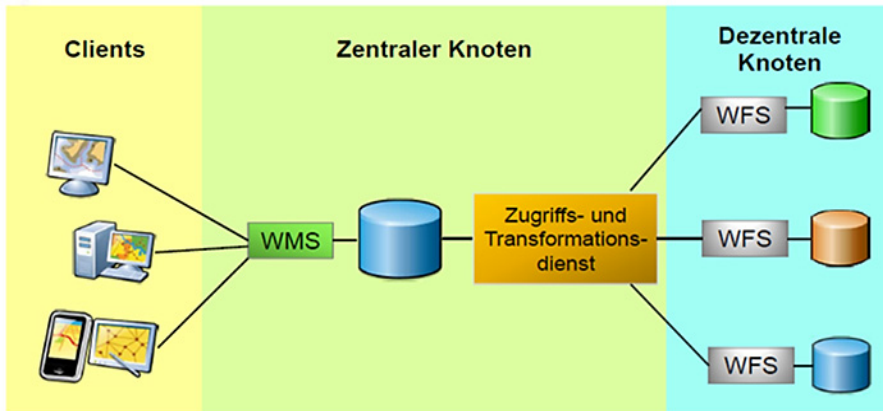 Clients
Zentraler Knoten
Dezentrale
Knoten
WFS
WMS
Zugriffs- und
Transformations-
dienst
WFS
WFS